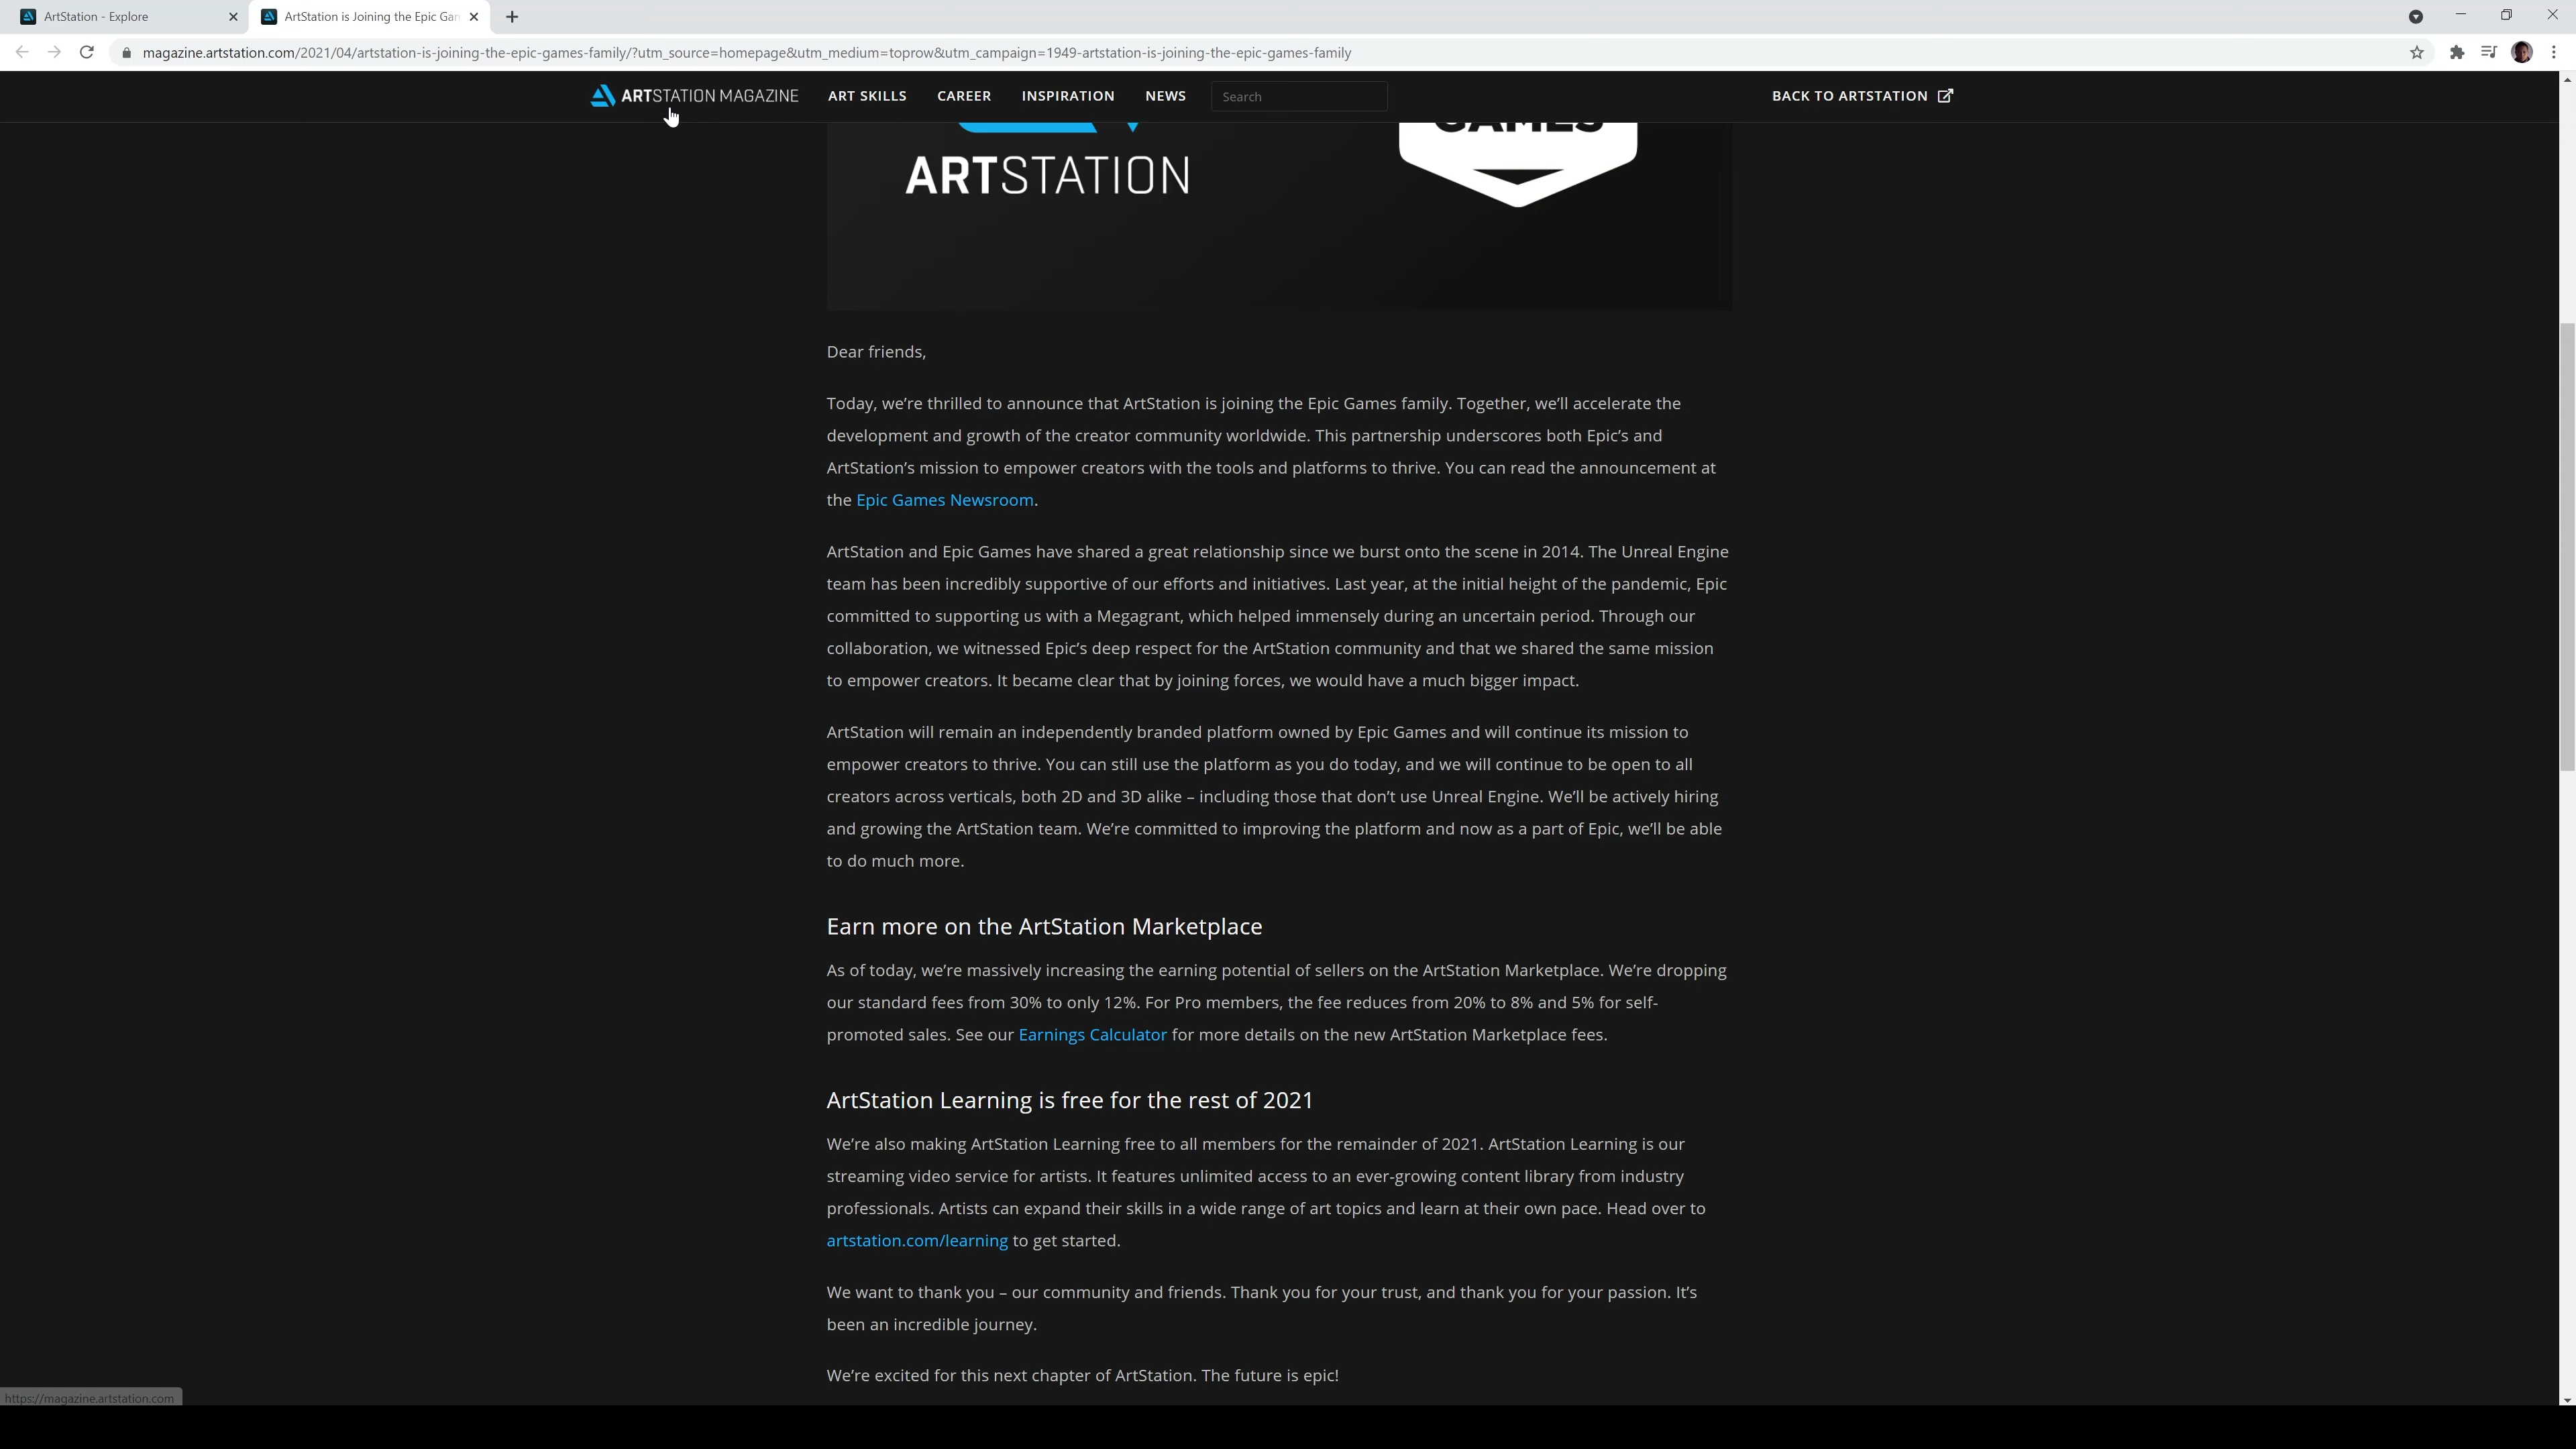 ArtStation - Explore
ArtStation is Joining the Epic Gam
magazine.artstation.com/2021/04/artstation-is-joining-the-epic-games-family/?utm_source=homepage&utm_medium=toprow&utm_campaign=1949-artstation-is-joining-the-epic-games-family
ARTSTATION MAGAZINE
ART SKILLS
CAREER
INSPIRATION
NEWS
Search
BACK TO ARTSTATION
GAMES
ARTSTATION
Dear friends,
Today, we’re thrilled to announce that ArtStation is joining the Epic Games family. Together, we’ll accelerate the
development and growth of the creator community worldwide. This partnership underscores both Epic’s and
ArtStation’s mission to empower creators with the tools and platforms to thrive. You can read the announcement at
the Epic Games Newsroom.
ArtStation and Epic Games have shared a great relationship since we burst onto the scene in 2014. The Unreal Engine
team has been incredibly supportive of our efforts and initiatives. Last year, at the initial height of the pandemic, Epic
committed to supporting us with a Megagrant, which helped immensely during an uncertain period. Through our
collaboration, we witnessed Epic’s deep respect for the ArtStation community and that we shared the same mission
to empower creators. It became clear that by joining forces, we would have a much bigger impact.
ArtStation will remain an independently branded platform owned by Epic Games and will continue its mission to
empower creators to thrive. You can still use the platform as you do today, and we will continue to be open to all
creators across verticals, both 2D and 3D alike – including those that don’t use Unreal Engine. We’ll be actively hiring
and growing the ArtStation team. We’re committed to improving the platform and now as a part of Epic, we’ll be able
to do much more.
Earn more on the ArtStation Marketplace
As of today, we’re massively increasing the earning potential of sellers on the ArtStation Marketplace. We’re dropping
our standard fees from 30% to only 12%. For Pro members, the fee reduces from 20% to 8% and 5% for self-
promoted sales. See our Earnings Calculator for more details on the new ArtStation Marketplace fees.
ArtStation Learning is free for the rest of 2021
We’re also making ArtStation Learning free to all members for the remainder of 2021. ArtStation Learning is our
streaming video service for artists. It features unlimited access to an ever-growing content library from industry
professionals. Artists can expand their skills in a wide range of art topics and learn at their own pace. Head over to
artstation.com/learning to get started.
We want to thank you – our community and friends. Thank you for your trust, and thank you for your passion. It’s
been an incredible journey.
We’re excited for this next chapter of ArtStation. The future is epic!
https://magazine.artstation.com